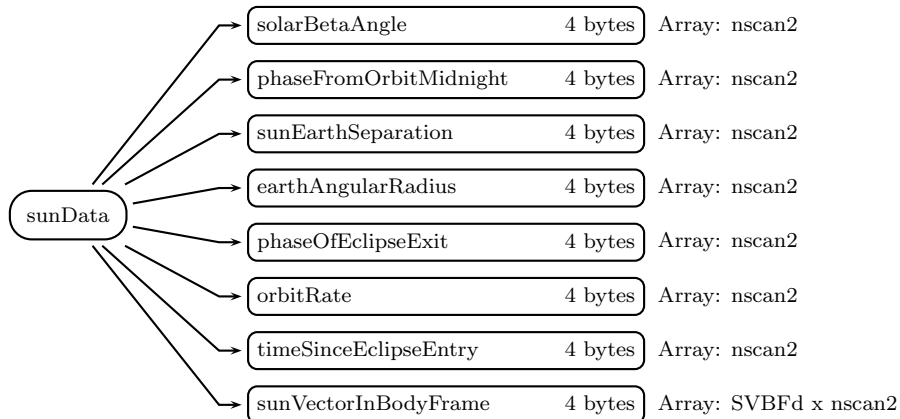 solarBetaAngle 4 bytes Array: nscan2
phaseFromOrbitMidnight 4 bytes Array: nscan2
sunEarthSeparation 4 bytes Array: nscan2
earthAngularRadius 4 bytes Array: nscan2
sunData
phaseOfEclipseExit 4 bytes Array: nscan2
orbitRate 4 bytes Array: nscan2
timeSinceEclipseEntry 4 bytes Array: nscan2
sunVectorInBodyFrame 4 bytes Array: SVBFd x nscan2